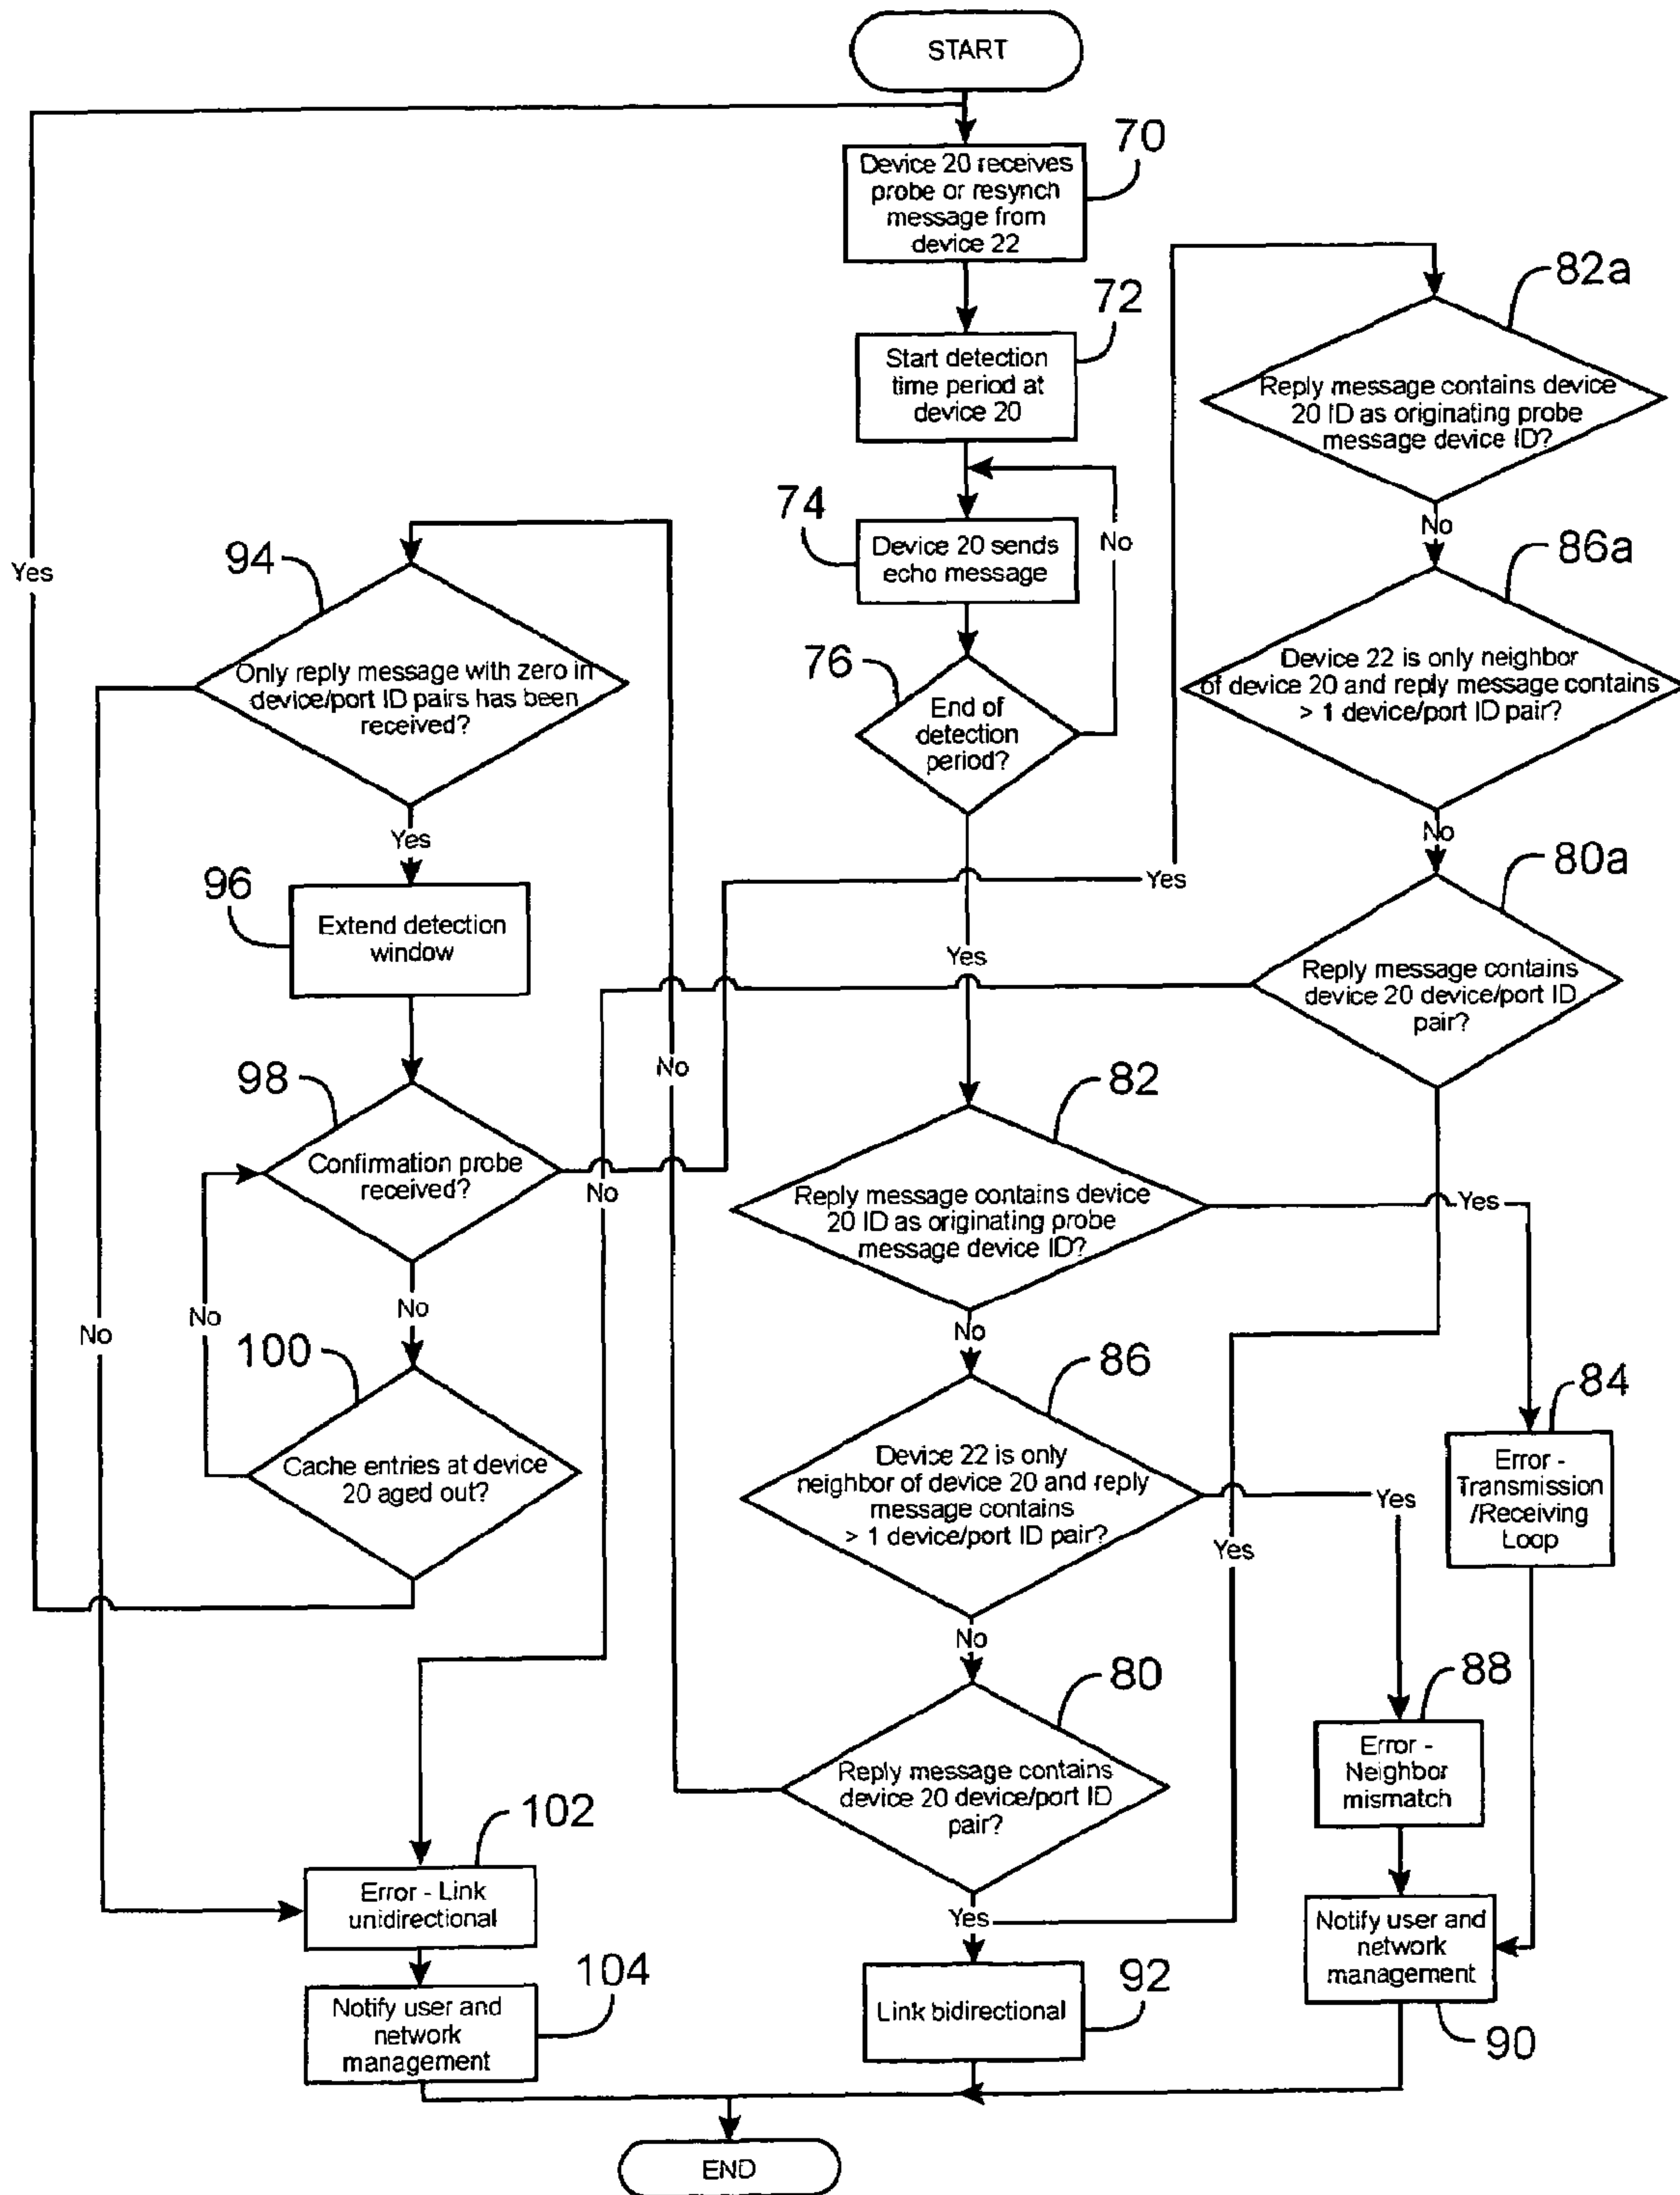 START
70
Device 20 receives
probe or resynch
message from
device 22
72
Start detection
time period at
device 20
74
Device 20 sends
echo message
No
76
End of
detection
period?
Yes
82a
Reply message contains device
20 ID as originating probe
message device ID?
No
86a
Device 22 is only neighbor
of device 20 and reply message contains
> 1 device/port ID pair?
No
80a
Reply message contains
device 20 device/port ID
pair?
Yes
No
94
Only reply message with zero in
device/port ID pairs has been
received?
Yes
No
96
Extend detection
window
98
Confirmation probe
received?
Yes
No
100
Cache entries at device
20 aged out?
No
Yes
82
Reply message contains device
20 ID as originating probe
message device ID?
Yes
No
84
Error -
Transmission
/Receiving
Loop
86
Device 22 is only
neighbor of device 20 and reply
message contains
> 1 device/port ID pair?
Yes
No
88
Error -
Neighbor
mismatch
80
Reply message contains
device 20 device/port ID
pair?
No
Yes
102
Error - Link
unidirectional
104
Notify user and
network
management
92
Link bidirectional
Notify user and
network
management
90
END